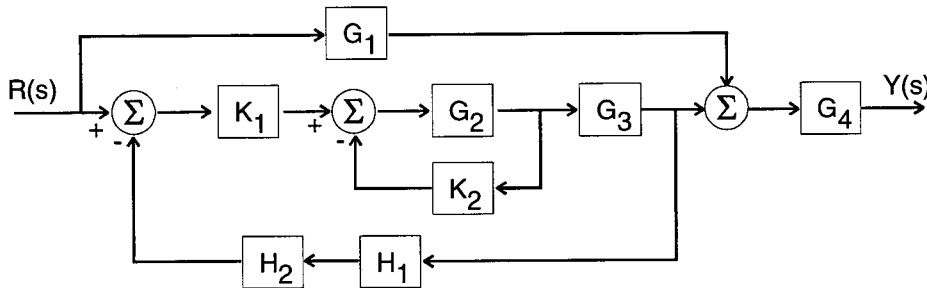 G1
R(s)
+
Σ
-
K1
+
Σ
-
G2
G3
Σ
G4
Y(s)
K2
H2
H1